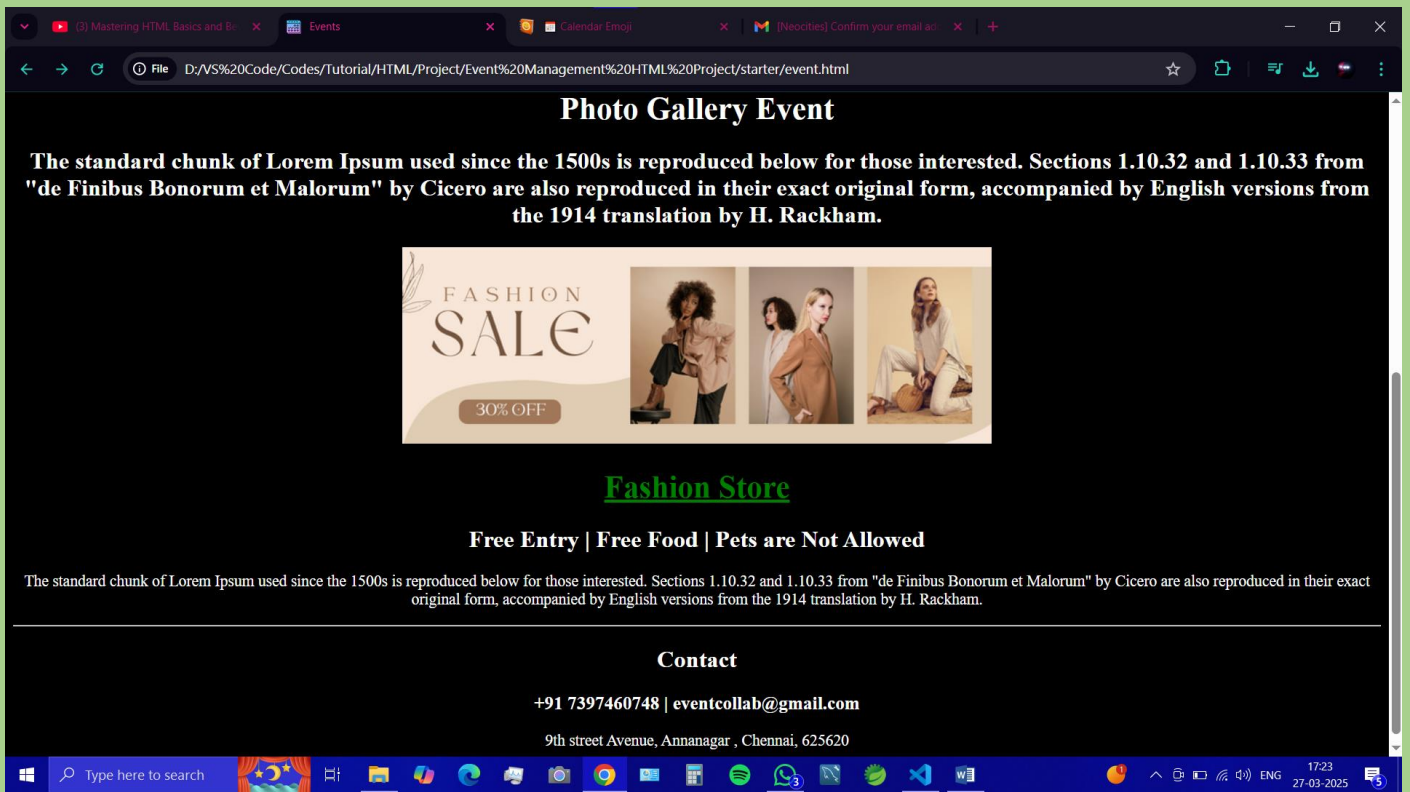 (3) Mastering HTML Basics and Be
Events
Calendar Emoji
[Neocities] Confirm your email ad
File D:/VS%20Code/Codes/Tutorial/HTML/Project/Event%20Management%20HTML%20Project/starter/event.html
Photo Gallery Event
The standard chunk of Lorem Ipsum used since the 1500s is reproduced below for those interested. Sections 1.10.32 and 1.10.33 from
"de Finibus Bonorum et Malorum" by Cicero are also reproduced in their exact original form, accompanied by English versions from
the 1914 translation by H. Rackham.
FASHION
SALE
30% OFF
Fashion Store
Free Entry | Free Food | Pets are Not Allowed
The standard chunk of Lorem Ipsum used since the 1500s is reproduced below for those interested. Sections 1.10.32 and 1.10.33 from "de Finibus Bonorum et Malorum" by Cicero are also reproduced in their exact
original form, accompanied by English versions from the 1914 translation by H. Rackham.
Contact
+91 7397460748 | eventcollab@gmail.com
9th street Avenue, Annanagar , Chennai, 625620
Type here to search
3
1
ENG
17:23
27-03-2025
5